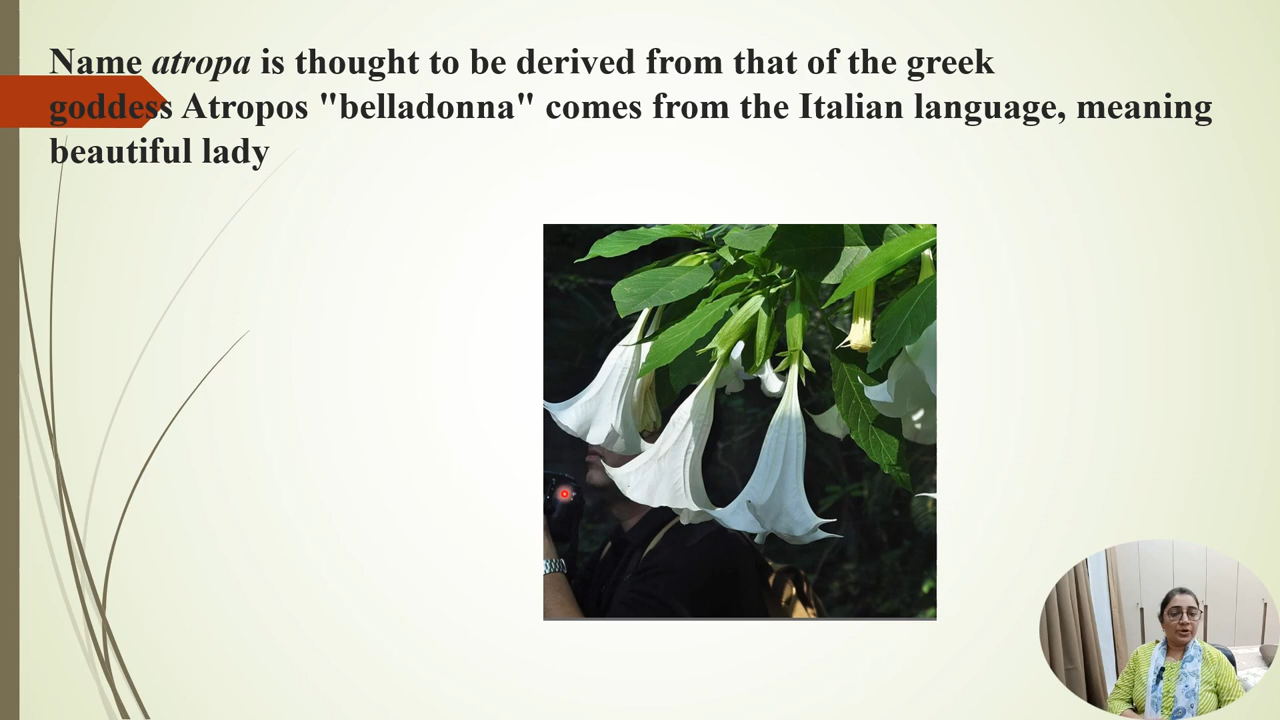 Name atropa is thought to be derived from that of the greek
goddess Atropos "belladonna" comes from the Italian language, meaning
beautiful lady